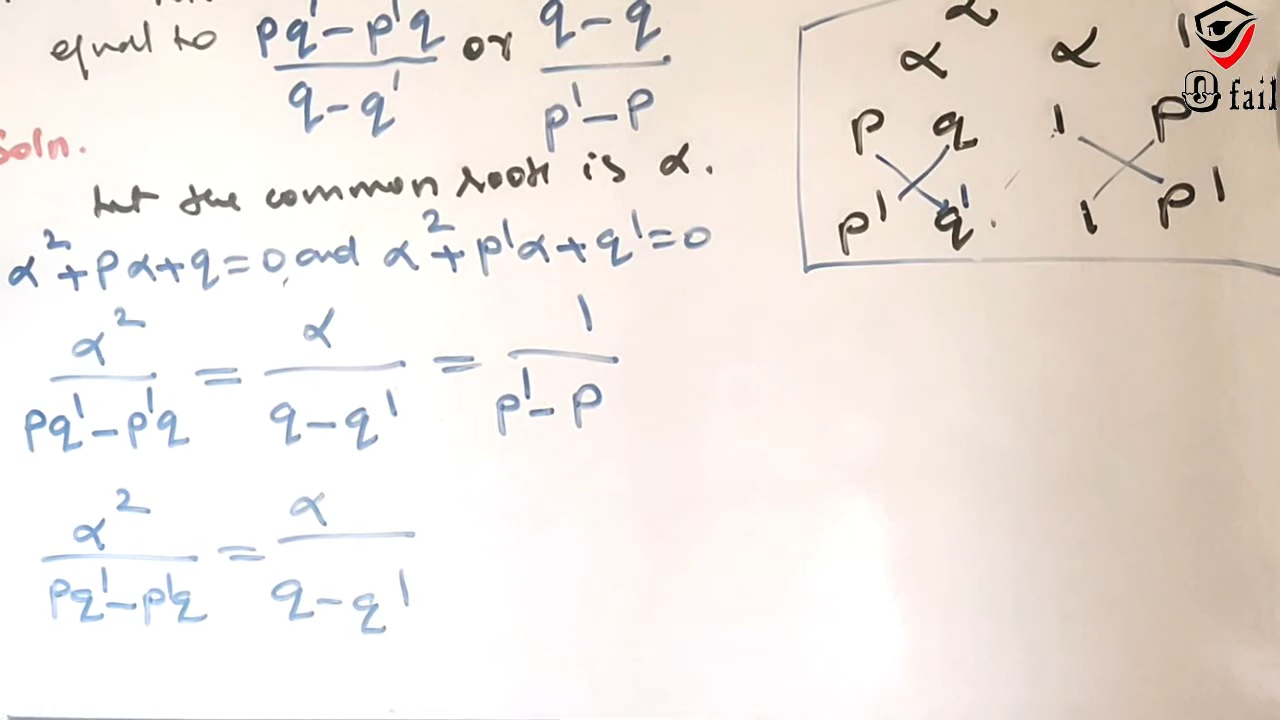 equal to pq'-p'q / q-q' or q-q / p'-p
Soln.
let the common root is α.
α²+pα+q=0, and α²+p'α+q'=0
α² / pq'-p'q = α / q-q' = 1 / p'-p
α² / pq'-p'q = α / q-q'
α² α 1
p q 1 p
p' q' 1 p'
0 fail